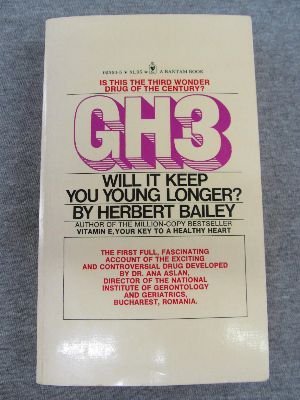 $1.95 ★ A BANTAM BOOK
IS THIS THE THIRD WONDER
DRUG OF THE CENTURY?
GH3
WILL IT KEEP
YOU YOUNG LONGER?
BY HERBERT BAILEY
AUTHOR OF THE MILLION-COPY BESTSELLER
VITAMIN E, YOUR KEY TO A HEALTHY HEART
THE FIRST FULL, FASCINATING
ACCOUNT OF THE EXCITING
AND CONTROVERSIAL DRUG DEVELOPED
BY DR. ANA ASLAN,
DIRECTOR OF THE NATIONAL
INSTITUTE OF GERONTOLOGY
AND GERIATRICS,
BUCHAREST, ROMANIA.